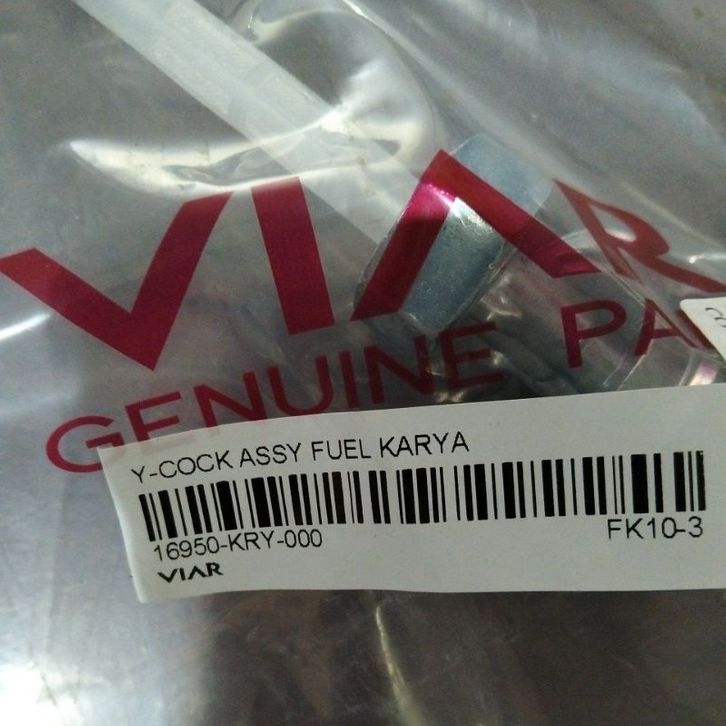 VIAR
GENUINE PA
Y-COCK ASSY FUEL KARYA
16950-KRY-000
FK10-3
VIAR